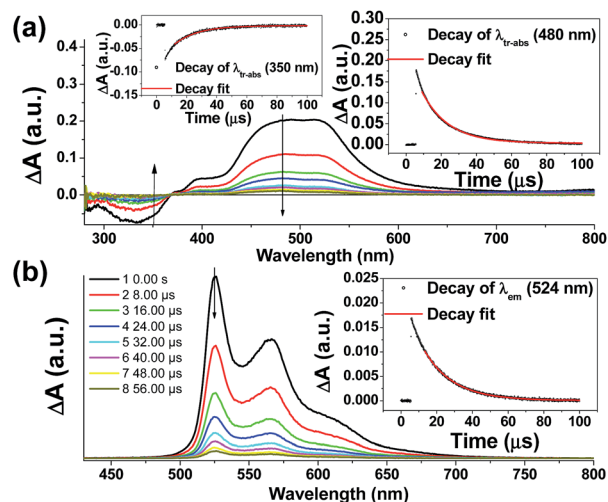 (a)
ΔA (a.u.)
0.4
0.3
0.2
0.1
0.0
300
400
500
600
700
800
Wavelength (nm)
ΔA (a.u.)
0.00
-0.05
-0.10
-0.15
0 20 40 60 80 100
Time (μs)
Decay of λtr-abs (350 nm)
Decay fit
ΔA (a.u.)
0.30
0.25
0.20
0.15
0.10
0.05
0.00
0 20 40 60 80 100
Time (μs)
Decay of λtr-abs (480 nm)
Decay fit
(b)
ΔA (a.u.)
1 0.00 s
2 8.00 μs
3 16.00 μs
4 24.00 μs
5 32.00 μs
6 40.00 μs
7 48.00 μs
8 56.00 μs
450 500 550 600 650 700 750 800
Wavelength (nm)
ΔA (a.u.)
0.025
0.020
0.015
0.010
0.005
0.000
0 20 40 60 80 100
Time (μs)
Decay of λem (524 nm)
Decay fit